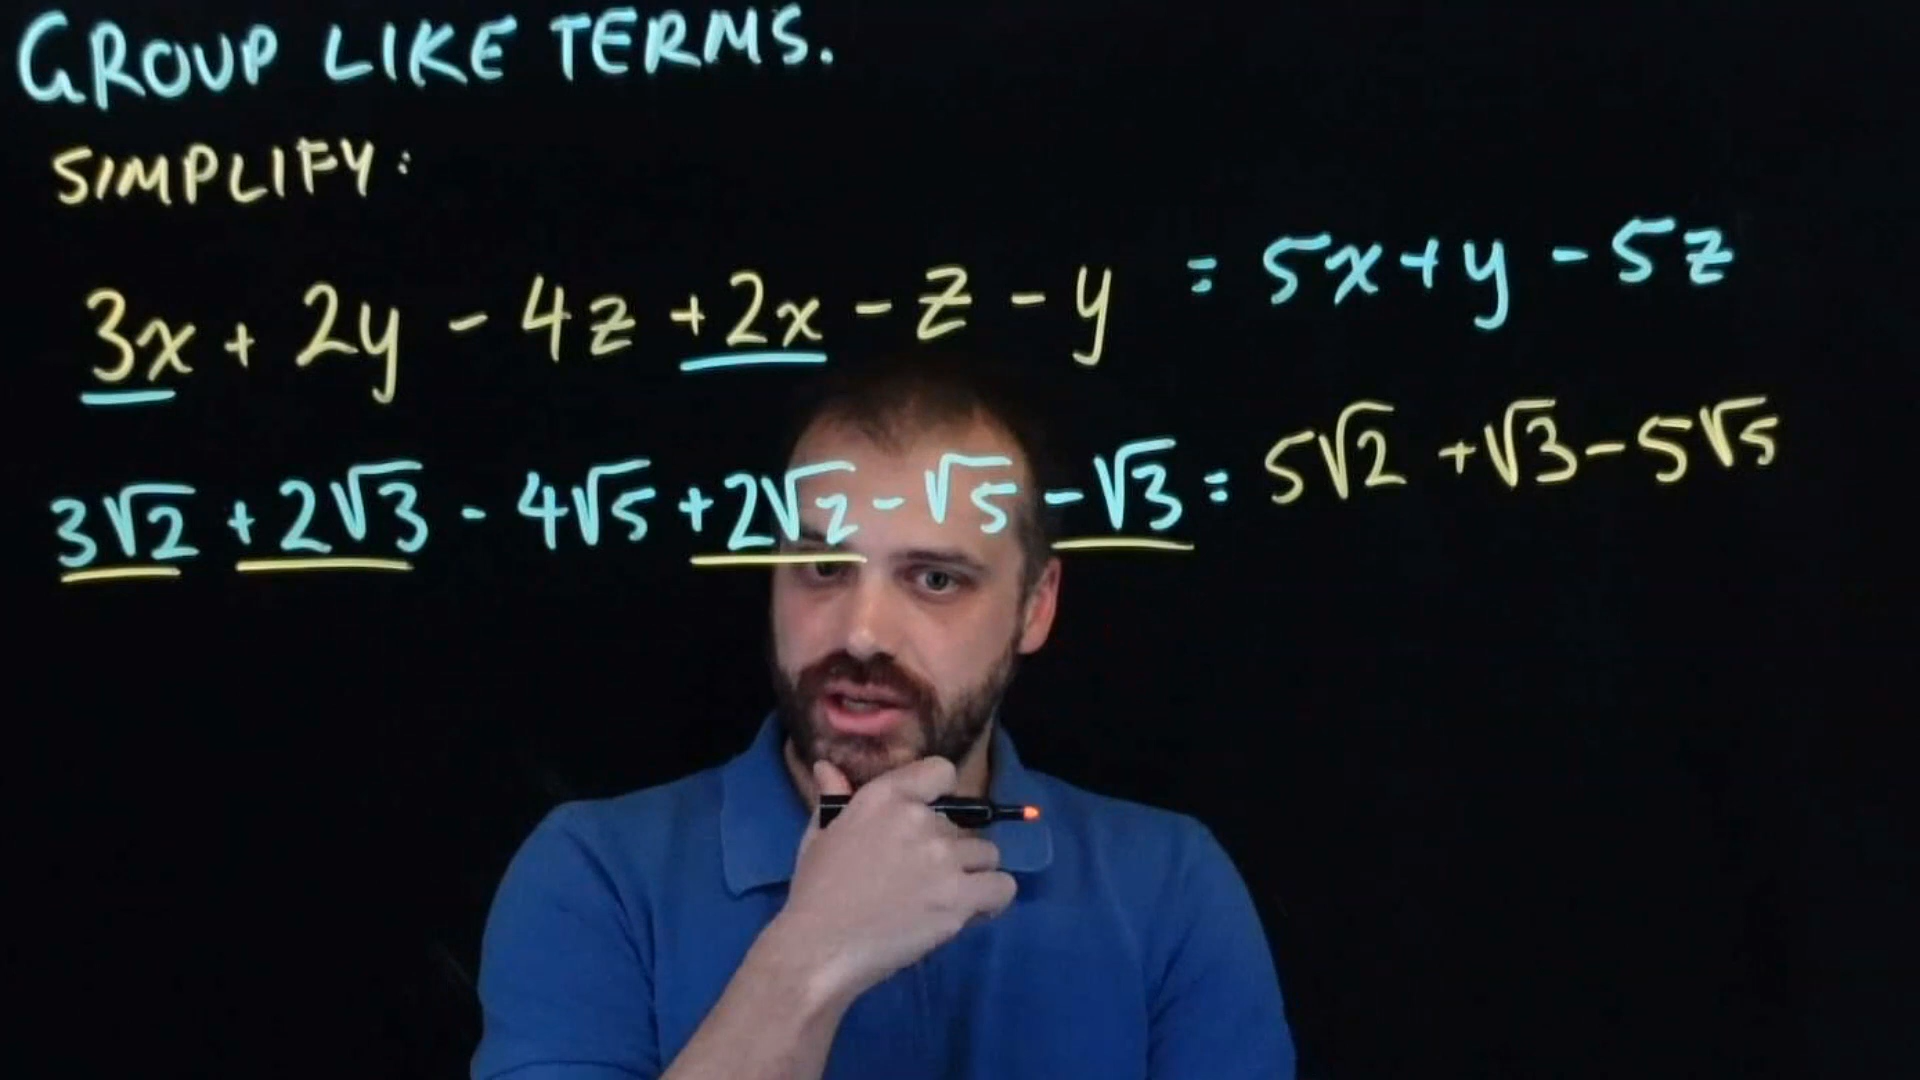 GROUP LIKE TERMS.
SIMPLIFY:
3x + 2y - 4z + 2x - z - y = 5x + y - 5z
3√2 + 2√3 - 4√5 + 2√2 - √5 - √3 = 5√2 + √3 - 5√5